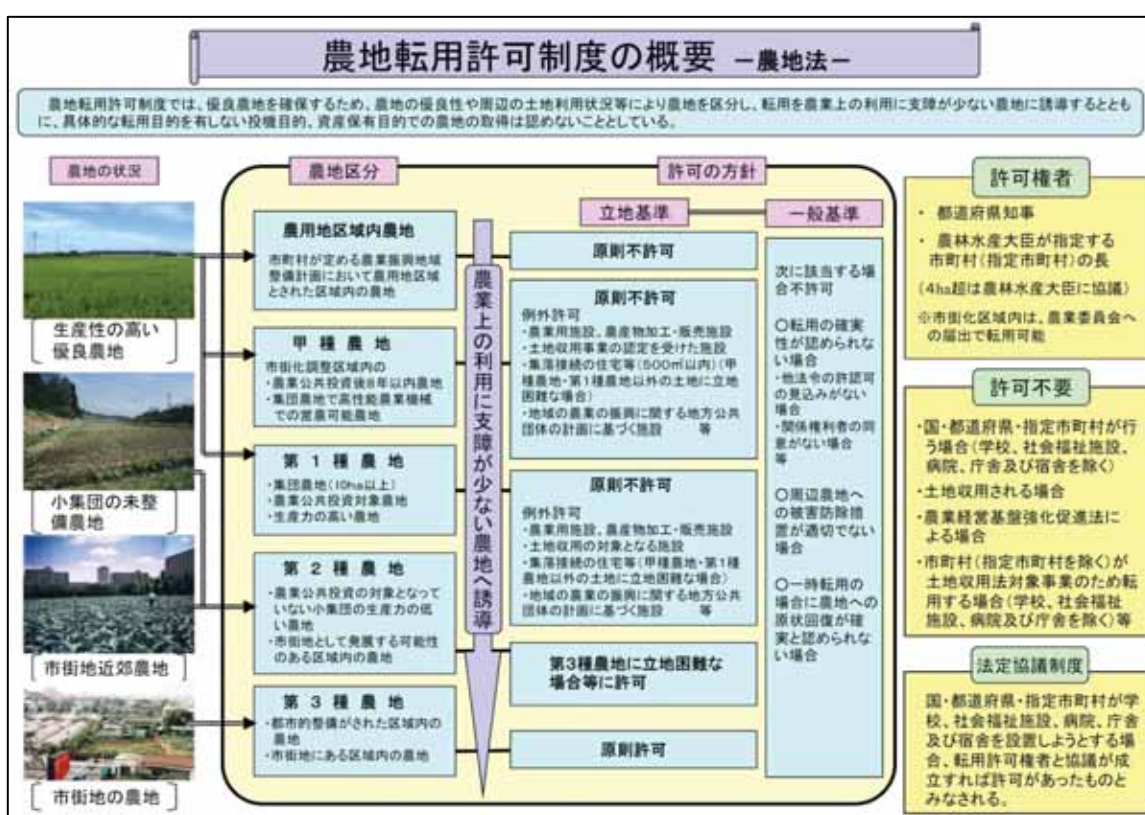 農地転用許可制度の概要 －農地法－
農地転用許可制度では、優良農地を確保するため、農地の優良性や周辺の土地利用状況等により農地を区分し、転用を農業上の利用に支障が少ない農地に誘導するととも
に、具体的な転用目的を有しない投機目的、資産保有目的での農地の取得は認めないこととしている。
農地の状況
生産性の高い
優良農地
小集団の未整
備農地
市街地近郊農地
市街地の農地
農地区分
農用地区域内農地
市町村が定める農業振興地域
整備計画において農用地区域
とされた区域内の農地
甲種農地
市街化調整区域内の
・農業公共投資後8年以内農地
・集団農地で高性能農業機械
での営農可能農地
第１種農地
・集団農地（10ha以上）
・農業公共投資対象農地
・生産力の高い農地
第２種農地
・農業公共投資の対象となって
いない小集団の生産力の低
い農地
・市街地として発展する可能性
のある区域内の農地
第３種農地
・都市的整備がされた区域内の
農地
・市街地にある区域内の農地
農業上の利用に支障が少ない農地へ誘導
許可の方針
立地基準
原則不許可
原則不許可
例外許可
・農業用施設、農産物加工・販売施設
・土地収用事業の認定を受けた施設
・集落接続の住宅等（500㎡以内）（甲
種農地・第1種農地以外の土地に立地
困難な場合）
・地域の農業の振興に関する地方公共
団体の計画に基づく施設　等
原則不許可
例外許可
・農業用施設、農産物加工・販売施設
・土地収用の対象となる施設
・集落接続の住宅等（甲種農地・第1種
農地以外の土地に立地困難な場合）
・地域の農業の振興に関する地方公共
団体の計画に基づく施設　等
第3種農地に立地困難な
場合等に許可
原則許可
一般基準
次に該当する場
合不許可
○転用の確実
性が認められな
い場合
・他法令の許認可
の見込みがない
場合
・関係権利者の同
意がない場合
等
○周辺農地へ
の被害防除措
置が適切でない
場合
○一時転用の
場合に農地への
原状回復が確
実と認められな
い場合
許可権者
・ 都道府県知事
・ 農林水産大臣が指定する
市町村（指定市町村）の長
（4ha超は農林水産大臣に協議）
※市街化区域内は、農業委員会へ
の届出で転用可能
許可不要
・国・都道府県・指定市町村が行
う場合（学校、社会福祉施設、
病院、庁舎及び宿舎を除く）
・土地収用される場合
・農業経営基盤強化促進法に
よる場合
・市町村（指定市町村を除く）が
土地収用法対象事業のため転
用する場合（学校、社会福祉
施設、病院及び庁舎を除く）等
法定協議制度
国・都道府県・指定市町村が学
校、社会福祉施設、病院、庁舎
及び宿舎を設置しようとする場
合、転用許可権者と協議が成
立すれば許可があったものと
みなされる。